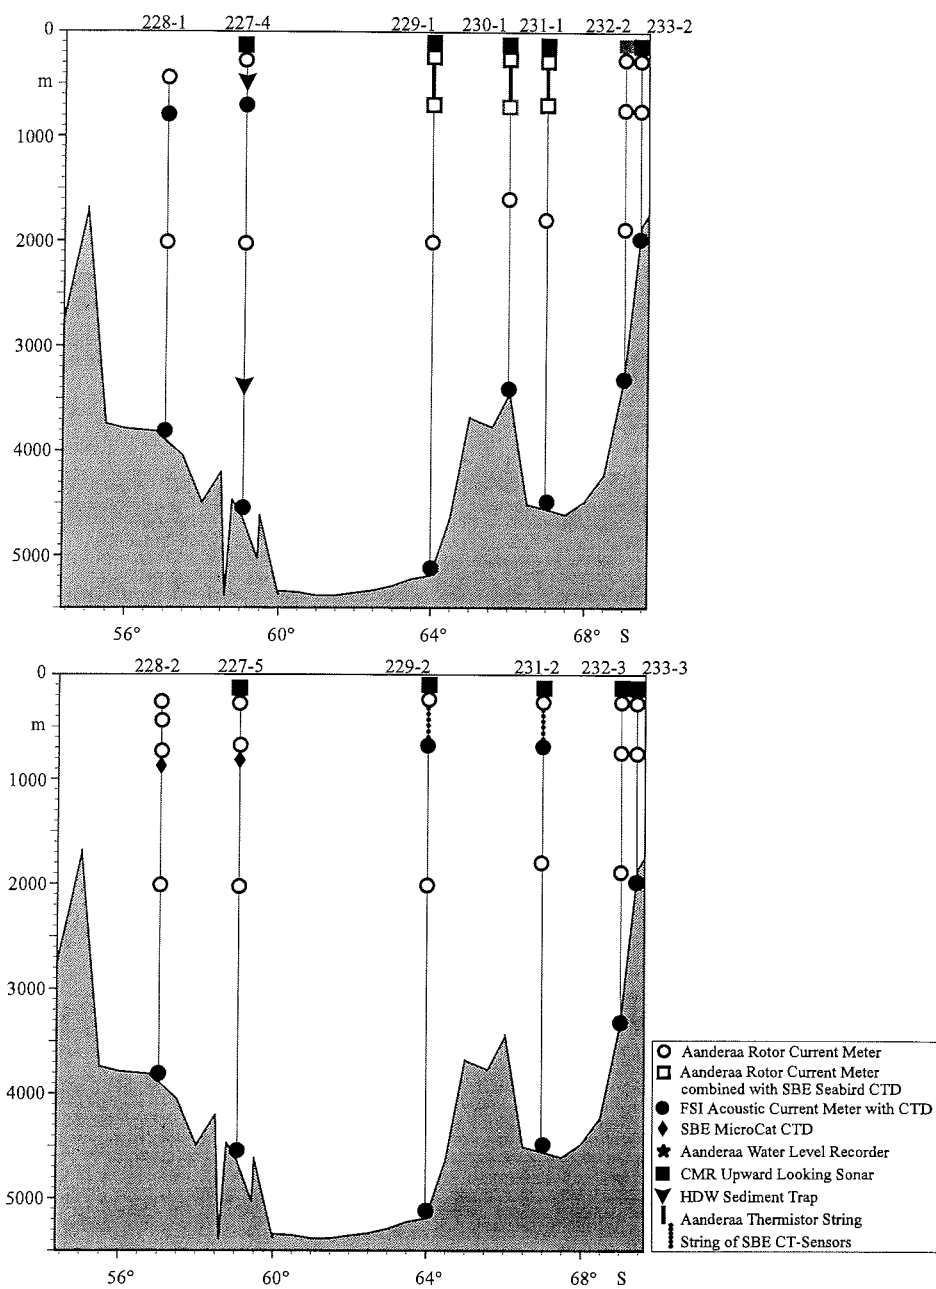 228-1 227-4 229-1 230-1 231-1 232-2 233-2
0
m
1000
2000
3000
4000
5000
56° 60° 64° 68° S
228-2 227-5 229-2 231-2 232-3 233-3
0
m
1000
2000
3000
4000
5000
56° 60° 64° 68° S
Aanderaa Rotor Current Meter
Aanderaa Rotor Current Meter
combined with SBE Seabird CTD
FSI Acoustic Current Meter with CTD
SBE MicroCat CTD
Aanderaa Water Level Recorder
CMR Upward Looking Sonar
HDW Sediment Trap
Aanderaa Thermistor String
String of SBE CT-Sensors